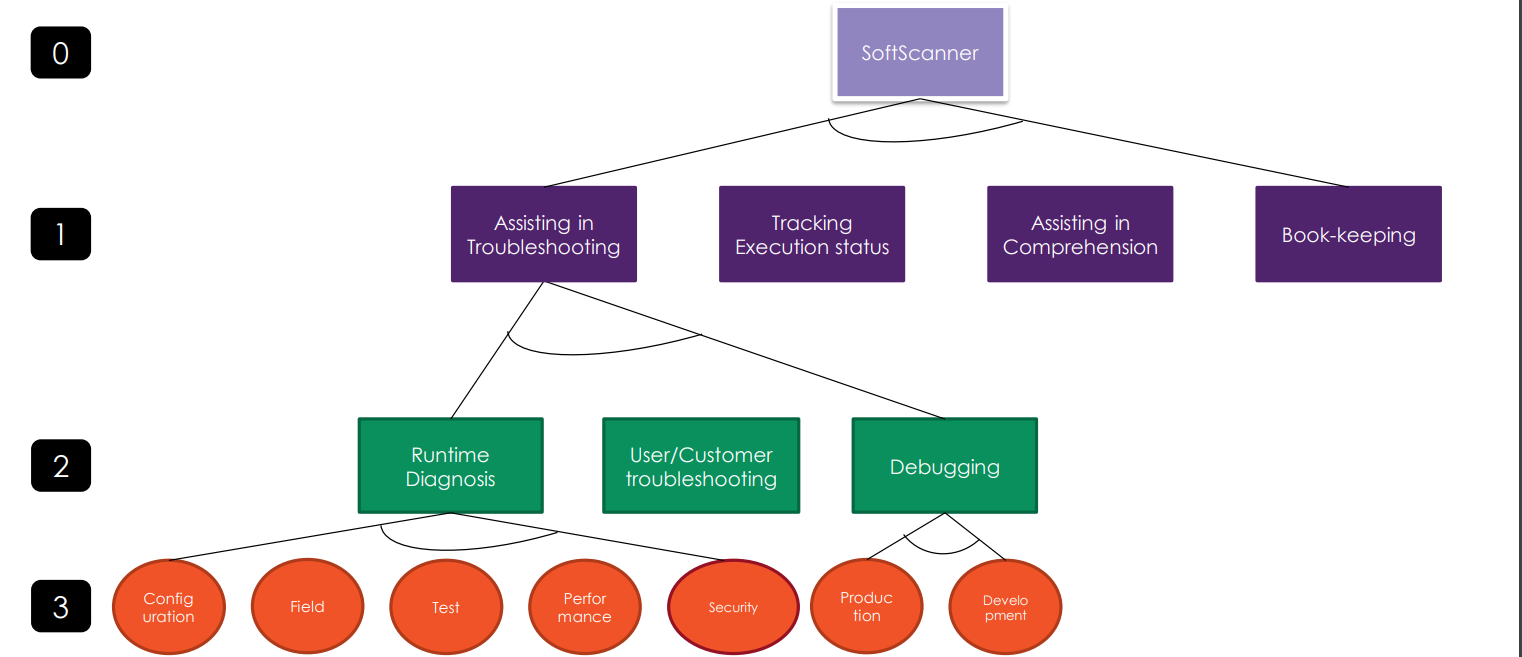 0
SoftScanner
1
Assisting in
Troubleshooting
Tracking
Execution status
Assisting in
Comprehension
Book-keeping
2
Runtime
Diagnosis
User/Customer
troubleshooting
Debugging
3
Config
uration
Field
Test
Perfor
mance
Security
Produc
tion
Develo
pment